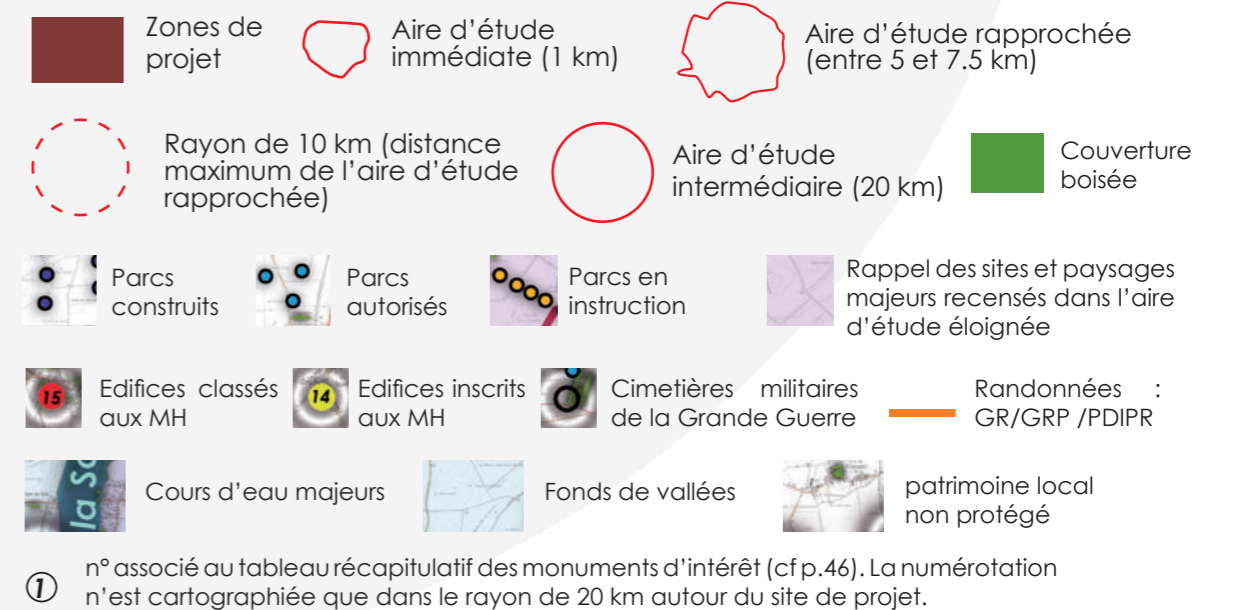 Zones de
projet
Aire d'étude
immédiate (1 km)
Aire d'étude rapprochée
(entre 5 et 7.5 km)
Rayon de 10 km (distance
maximum de l'aire d'étude
rapprochée)
Aire d'étude
intermédiaire (20 km)
Couverture
boisée
Parcs
construits
Parcs
autorisés
Parcs en
instruction
Rappel des sites et paysages
majeurs recensés dans l'aire
d'étude éloignée
15
Edifices classés
aux MH
14
Edifices inscrits
aux MH
Cimetières militaires
de la Grande Guerre
Randonnées :
GR/GRP /PDIPR
la So
Cours d'eau majeurs
Fonds de vallées
patrimoine local
non protégé
1
n° associé au tableau récapitulatif des monuments d'intérêt (cf p.46). La numérotation
n'est cartographiée que dans le rayon de 20 km autour du site de projet.